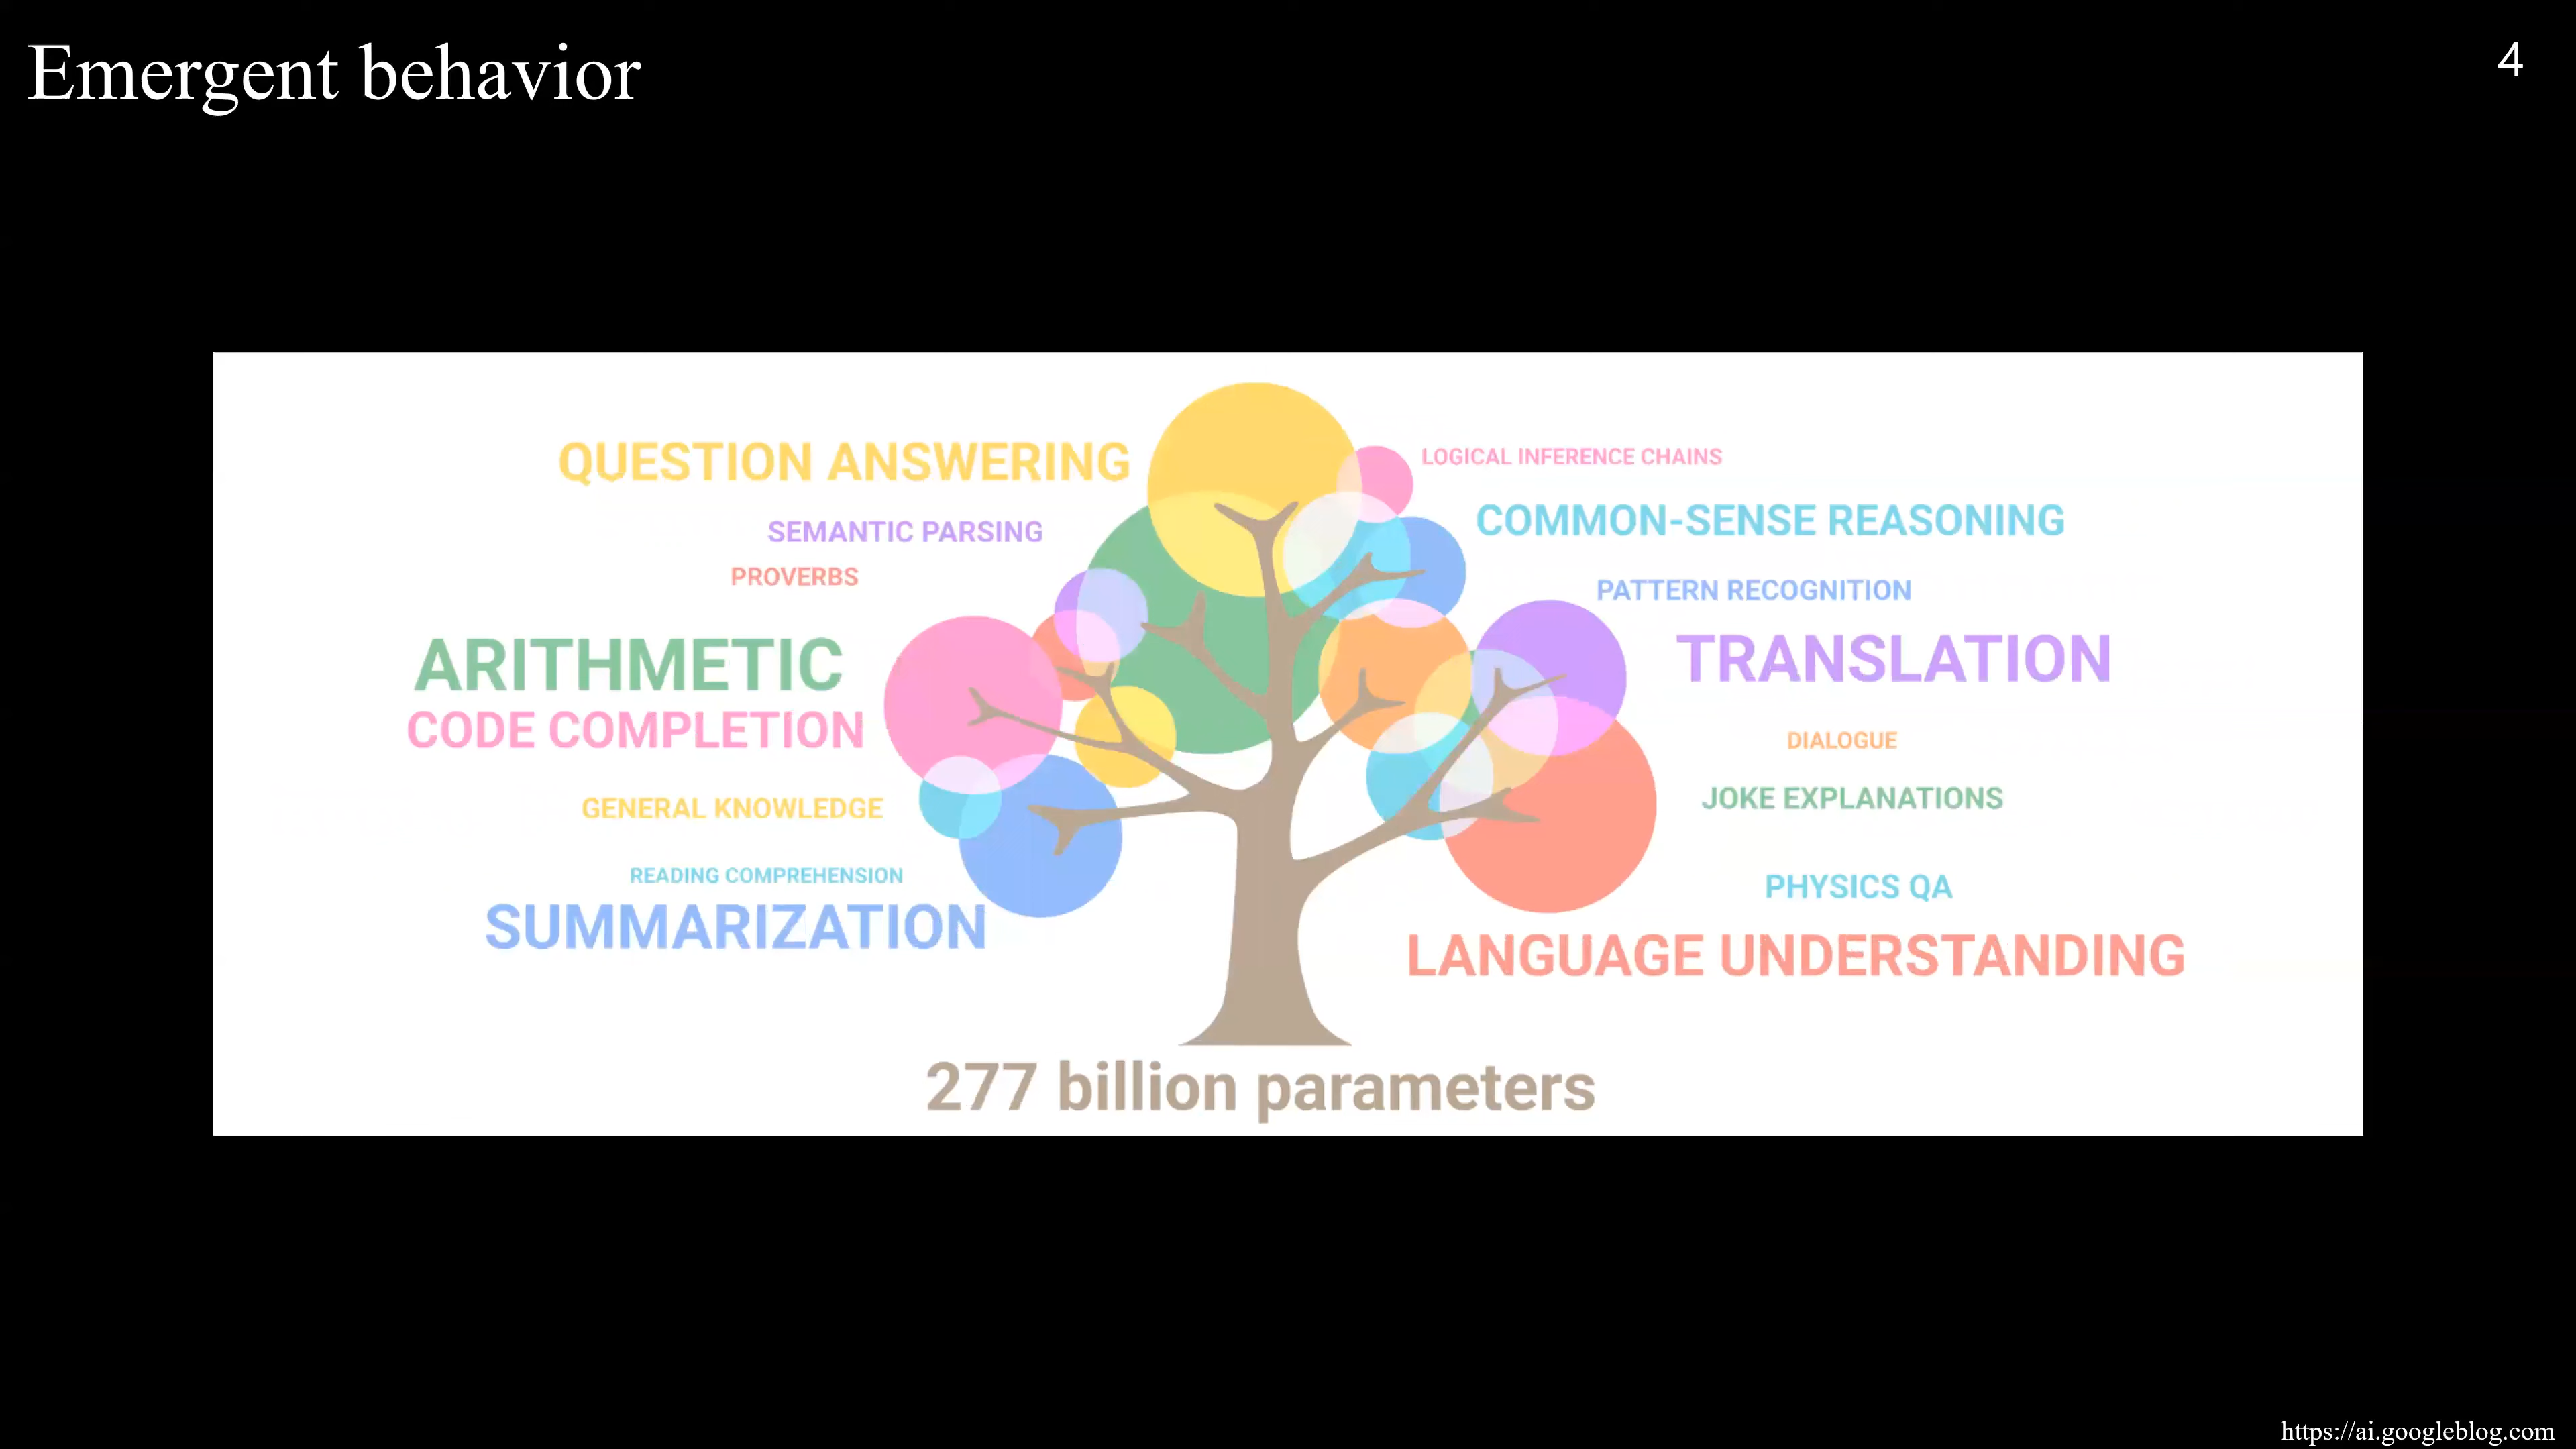 Emergent behavior
4
QUESTION ANSWERING
SEMANTIC PARSING
PROVERBS
ARITHMETIC
CODE COMPLETION
GENERAL KNOWLEDGE
READING COMPREHENSION
SUMMARIZATION
LOGICAL INFERENCE CHAINS
COMMON-SENSE REASONING
PATTERN RECOGNITION
TRANSLATION
DIALOGUE
JOKE EXPLANATIONS
PHYSICS QA
LANGUAGE UNDERSTANDING
277 billion parameters
https://ai.googleblog.com